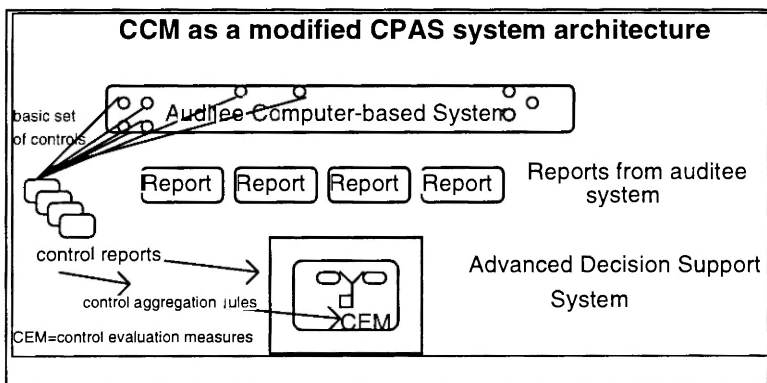 CCM as a modified CPAS system architecture
basic set
of controls
Auditee Computer-based System
Report Report Report Report
Reports from auditee
system
control reports
Advanced Decision Support
System
control aggregation rules
CEM
CEM=control evaluation measures